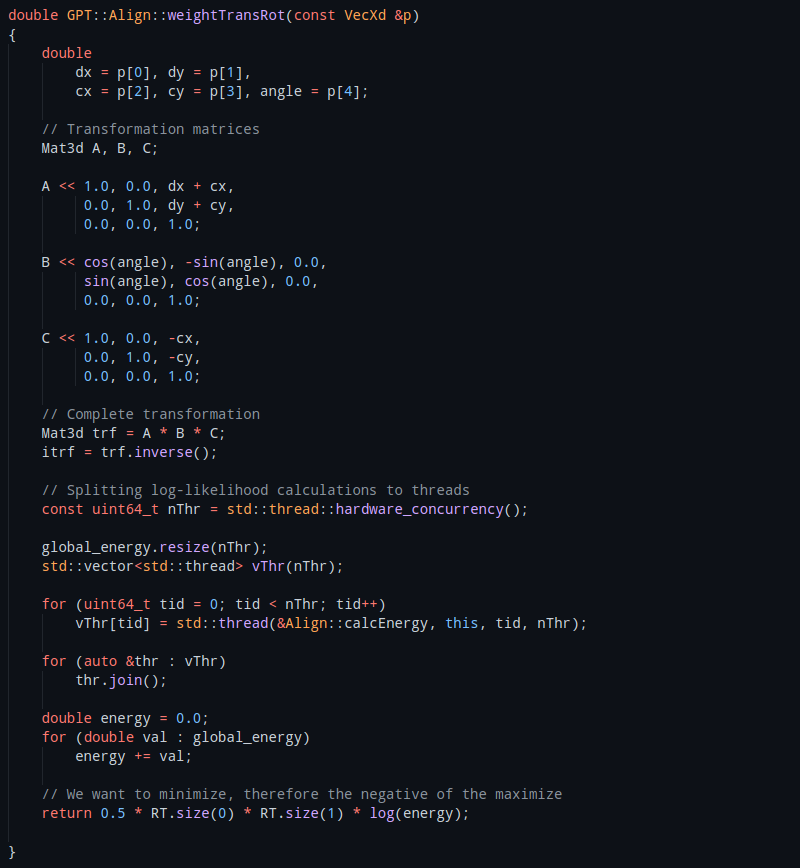 double GPT::Align::weightTransRot(const VecXd &p)
{
    double
        dx = p[0], dy = p[1],
        cx = p[2], cy = p[3], angle = p[4];

    // Transformation matrices
    Mat3d A, B, C;

    A << 1.0, 0.0, dx + cx,
         0.0, 1.0, dy + cy,
         0.0, 0.0, 1.0;

    B << cos(angle), -sin(angle), 0.0,
         sin(angle), cos(angle), 0.0,
         0.0, 0.0, 1.0;

    C << 1.0, 0.0, -cx,
         0.0, 1.0, -cy,
         0.0, 0.0, 1.0;

    // Complete transformation
    Mat3d trf = A * B * C;
    itrf = trf.inverse();

    // Splitting log-likelihood calculations to threads
    const uint64_t nThr = std::thread::hardware_concurrency();

    global_energy.resize(nThr);
    std::vector<std::thread> vThr(nThr);

    for (uint64_t tid = 0; tid < nThr; tid++)
        vThr[tid] = std::thread(&Align::calcEnergy, this, tid, nThr);

    for (auto &thr : vThr)
        thr.join();

    double energy = 0.0;
    for (double val : global_energy)
        energy += val;

    // We want to minimize, therefore the negative of the maximize
    return 0.5 * RT.size(0) * RT.size(1) * log(energy);

}